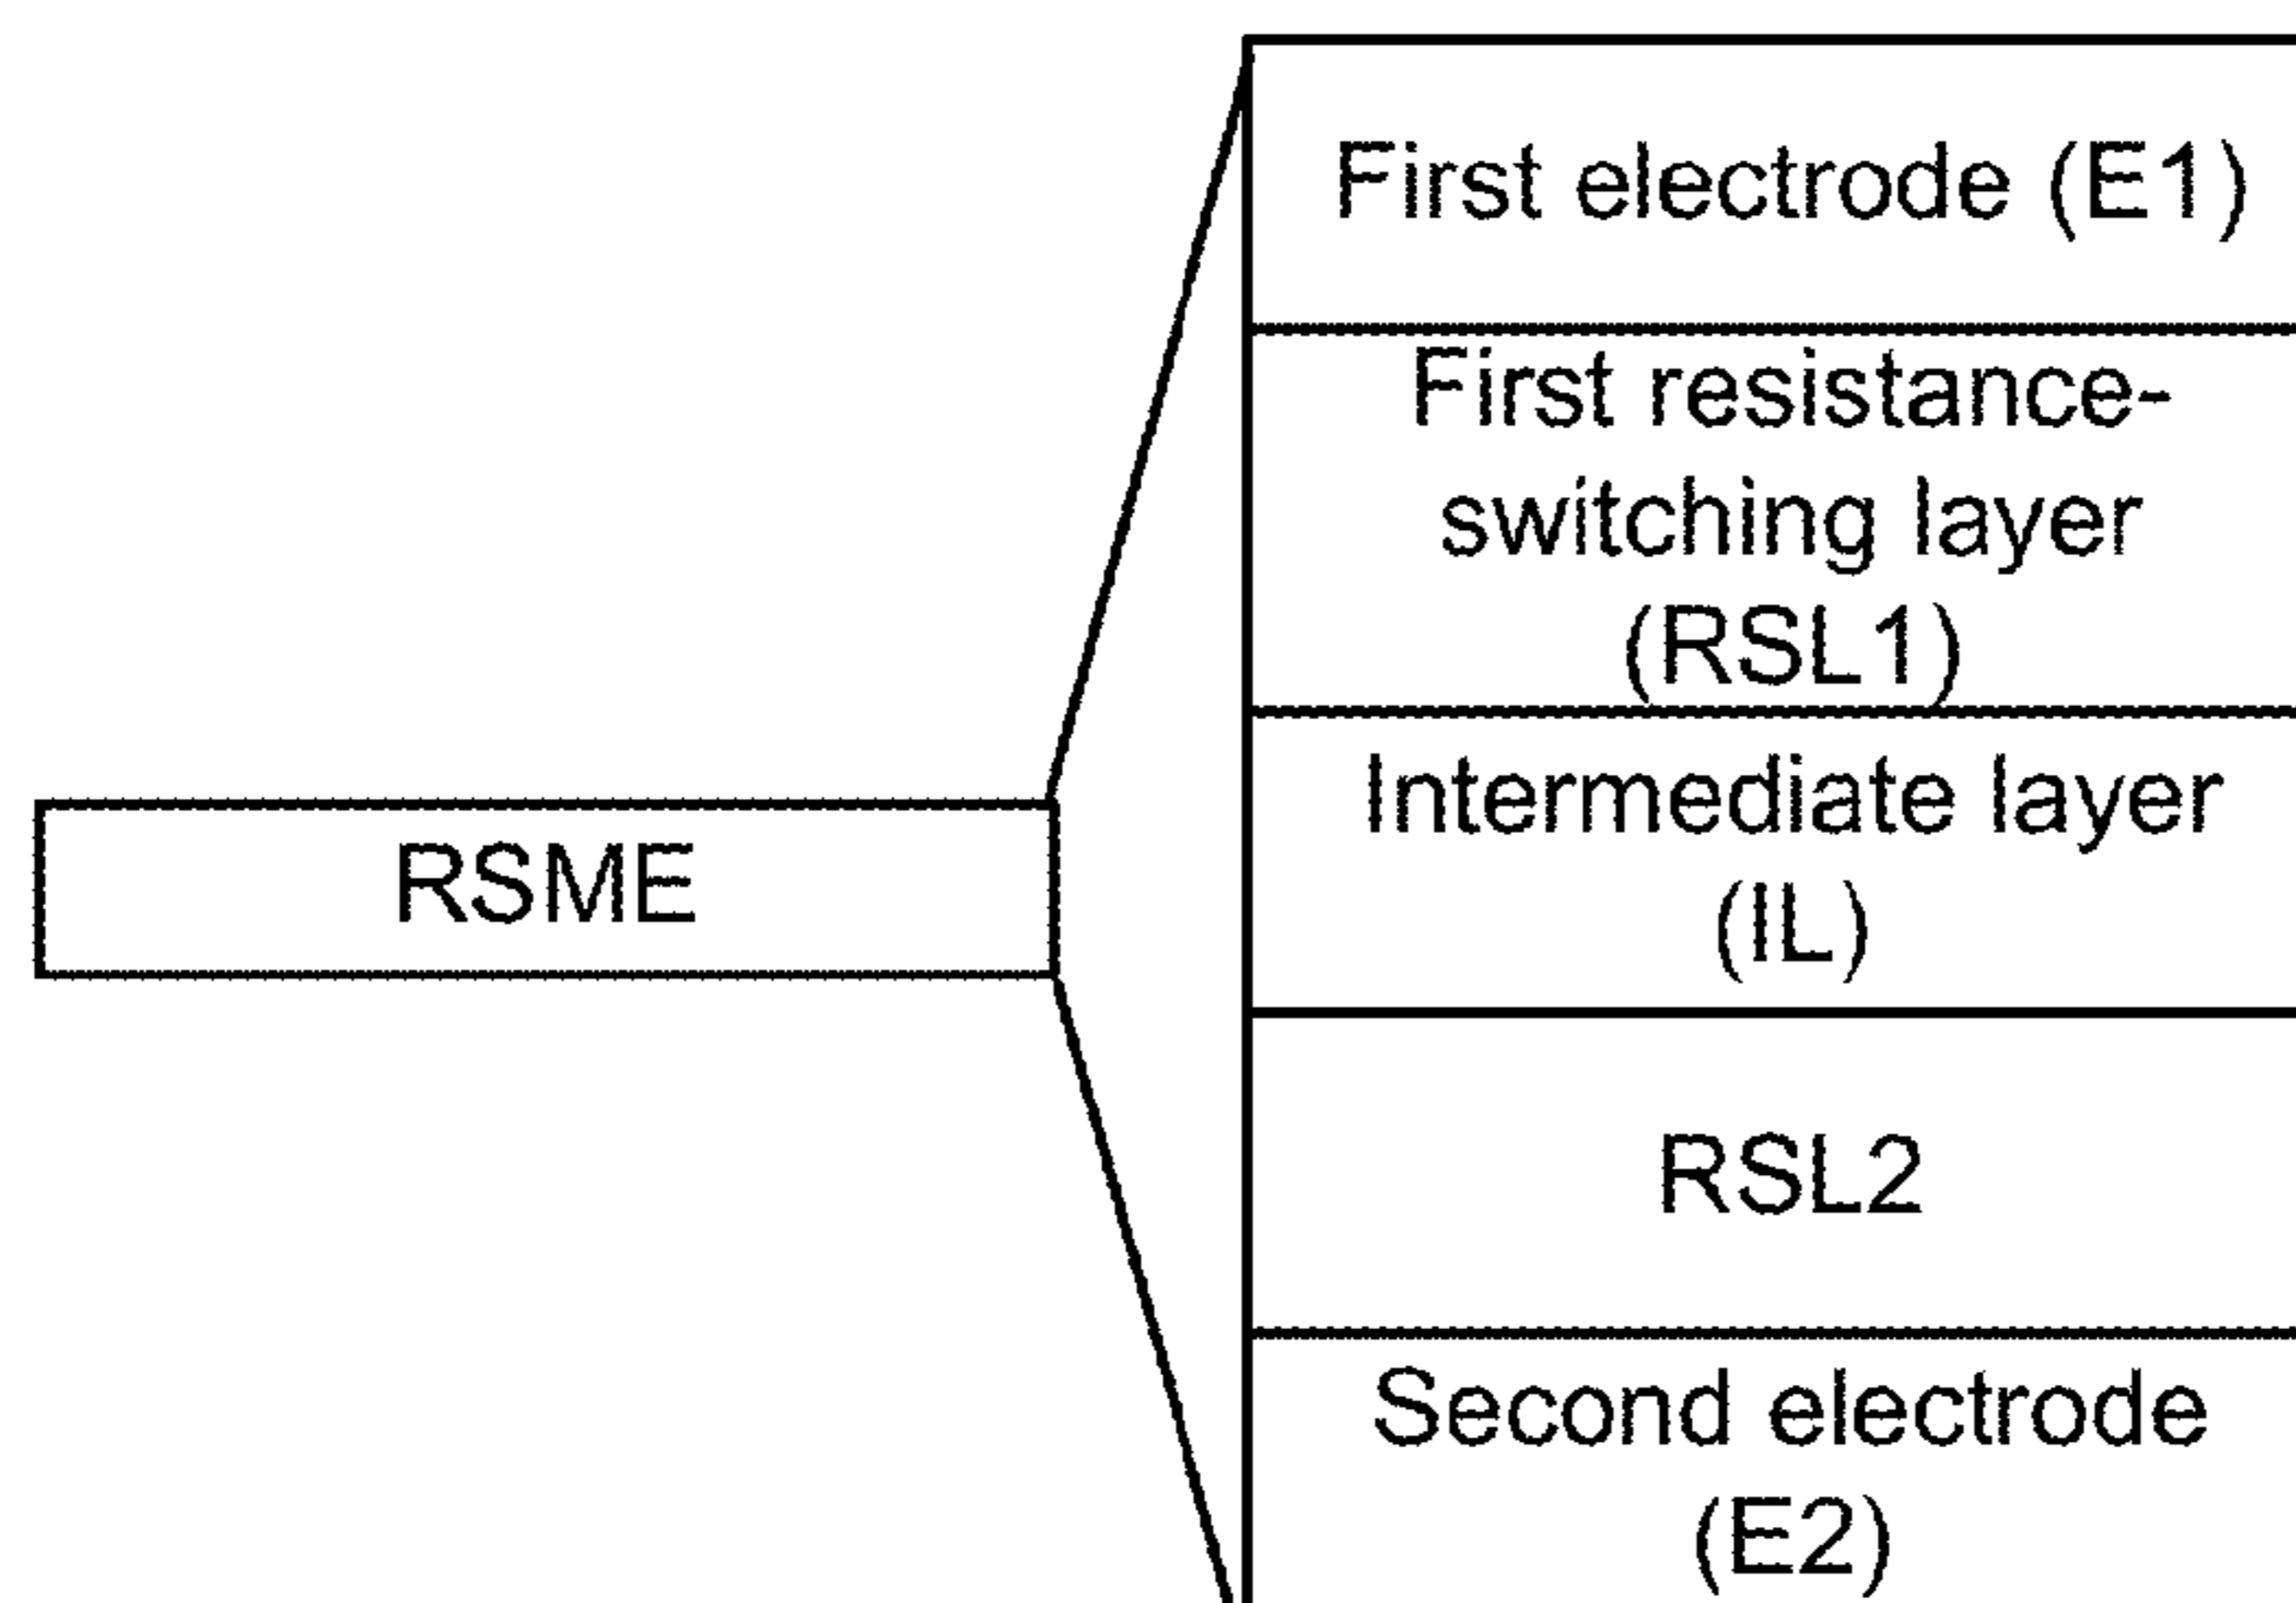 First electrode (E1)
First resistance-
switching layer
(RSL1)
Intermediate layer
(IL)
RSME
RSL2
Second electrode
(E2)